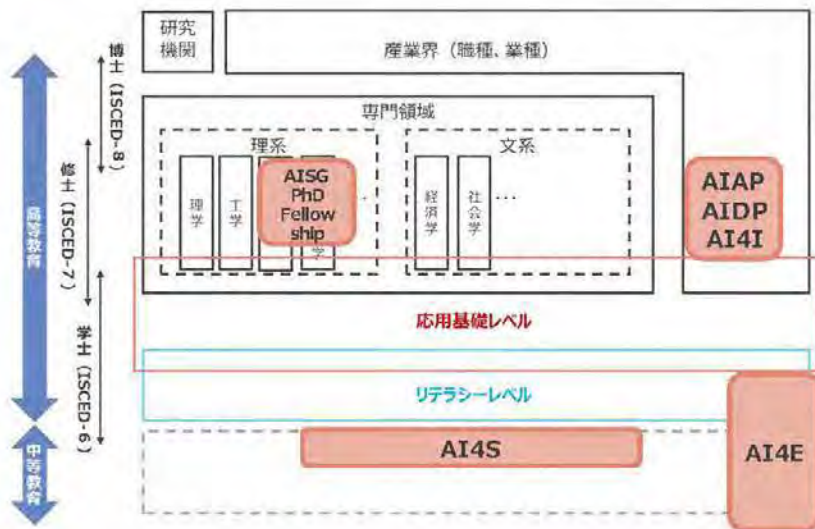 研究
機関
産業界（職種、業種）
博士（ISCED-8）
専門領域
理系
文系
理学
工学
AISG
PhD
Fellow
ship
学
経済学
社会学
...
AIAP
AIDP
AI4I
高等教育
修士（ISCED-7）
応用基礎レベル
学士（ISCED-6）
リテラシーレベル
中等教育
AI4S
AI4E